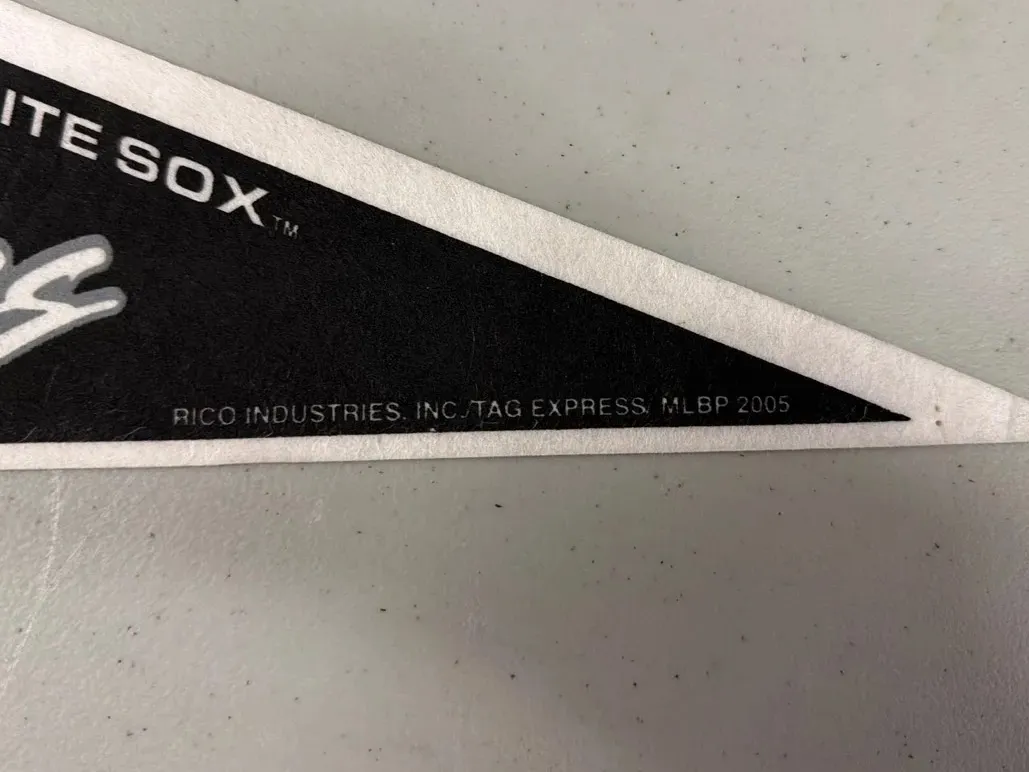 ITE SOX™
RICO INDUSTRIES, INC./TAG EXPRESS, MLBP 2005